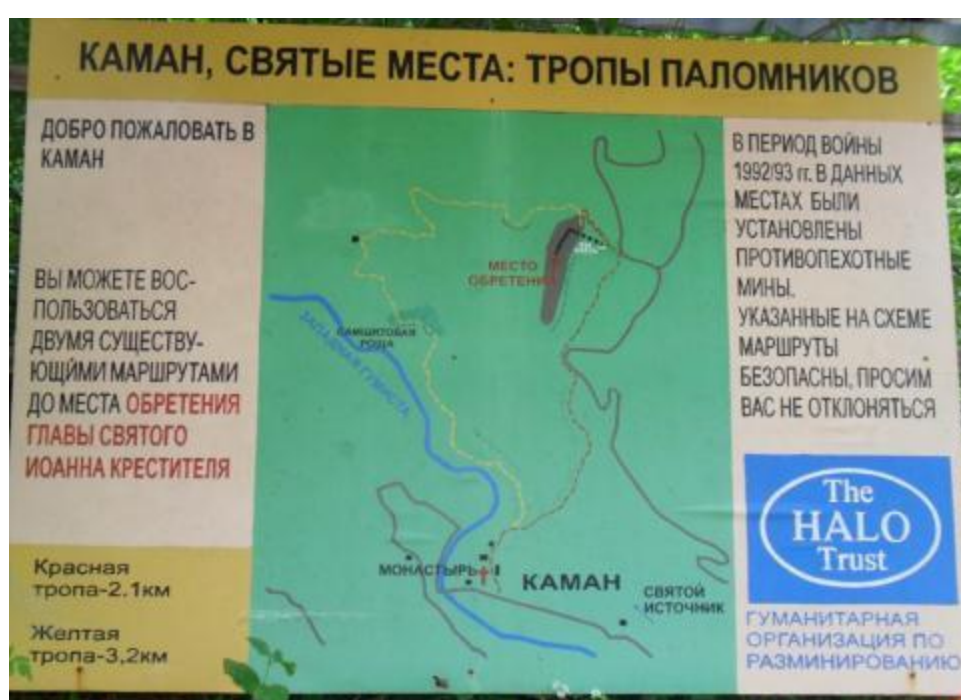 КАМАН, СВЯТЫЕ МЕСТА: ТРОПЫ ПАЛОМНИКОВ
ДОБРО ПОЖАЛОВАТЬ В
КАМАН
ВЫ МОЖЕТЕ ВОС-
ПОЛЬЗОВАТЬСЯ
ДВУМЯ СУЩЕСТВУ-
ЮЩИМИ МАРШРУТАМИ
ДО МЕСТА ОБРЕТЕНИЯ
ГЛАВЫ СВЯТОГО
ИОАННА КРЕСТИТЕЛЯ
Красная
тропа-2.1км
Желтая
тропа-3,2км
МЕСТО
ОБРЕТЕНИЯ
САМШИТОВАЯ
РОЩА
ЗАПАДНАЯ ГУМИСТА
МОНАСТЫРЬ
КАМАН
СВЯТОЙ
ИСТОЧНИК
В ПЕРИОД ВОЙНЫ
1992/93 гг. В ДАННЫХ
МЕСТАХ БЫЛИ
УСТАНОВЛЕНЫ
ПРОТИВОПЕХОТНЫЕ
МИНЫ.
УКАЗАННЫЕ НА СХЕМЕ
МАРШРУТЫ
БЕЗОПАСНЫ, ПРОСИМ
ВАС НЕ ОТКЛОНЯТЬСЯ
The
HALO
Trust
ГУМАНИТАРНАЯ
ОРГАНИЗАЦИЯ ПО
РАЗМИНИРОВАНИЮ